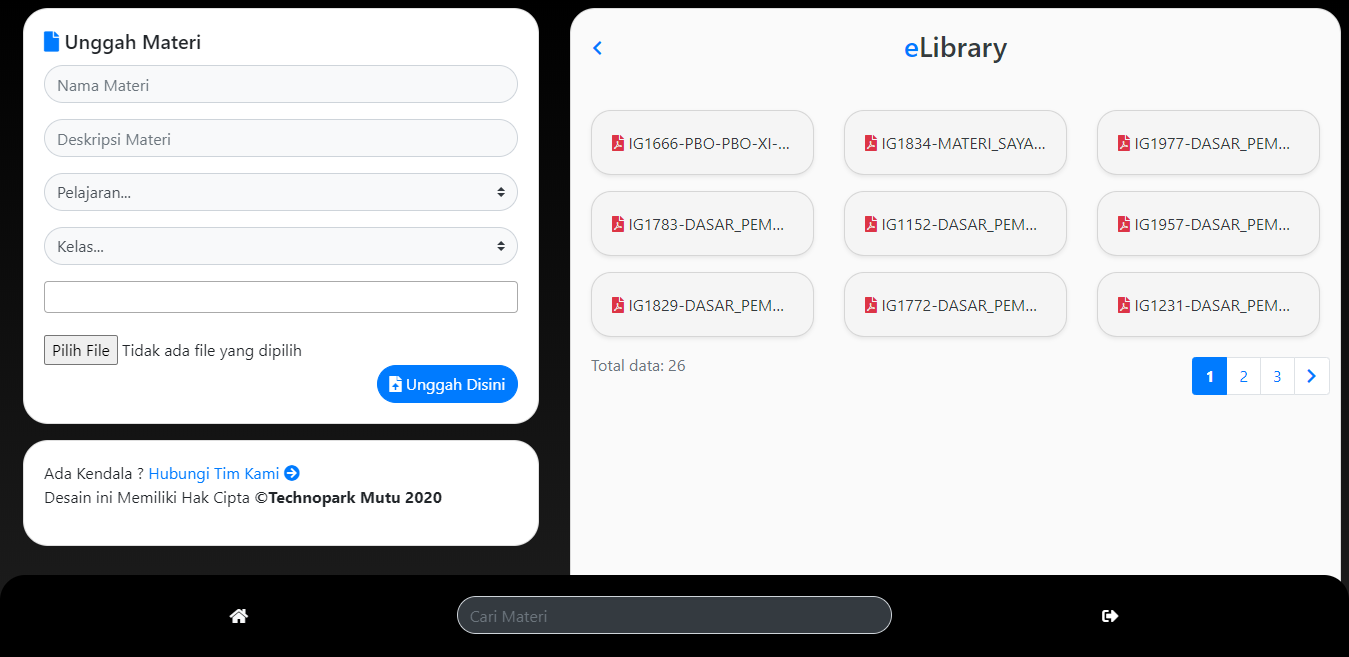 Unggah Materi
Nama Materi
Deskripsi Materi
Pelajaran...
Kelas...
Pilih File Tidak ada file yang dipilih
Unggah Disini
Ada Kendala ? Hubungi Tim Kami
Desain ini Memiliki Hak Cipta ©Technopark Mutu 2020
eLibrary
IG1666-PBO-PBO-XI-...
IG1834-MATERI_SAYA...
IG1977-DASAR_PEM...
IG1783-DASAR_PEM...
IG1152-DASAR_PEM...
IG1957-DASAR_PEM...
IG1829-DASAR_PEM...
IG1772-DASAR_PEM...
IG1231-DASAR_PEM...
Total data: 26
1 2 3
Cari Materi